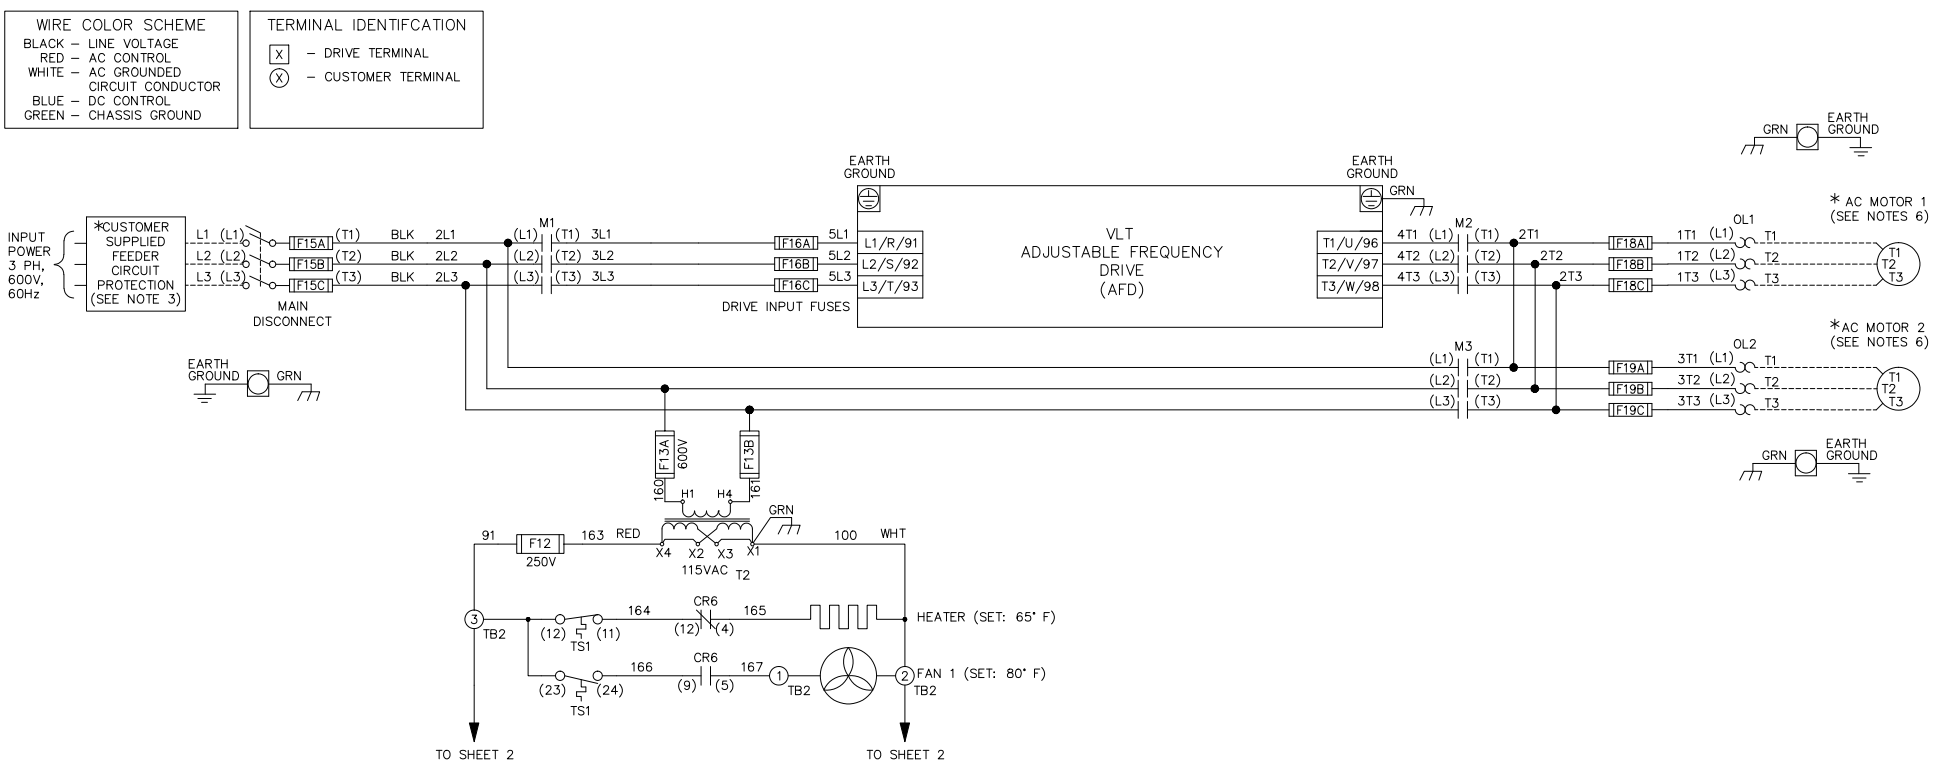 WIRE COLOR SCHEME
BLACK – LINE VOLTAGE
RED – AC CONTROL
WHITE – AC GROUNDED
CIRCUIT CONDUCTOR
BLUE – DC CONTROL
GREEN – CHASSIS GROUND
TERMINAL IDENTIFCATION
X – DRIVE TERMINAL
X – CUSTOMER TERMINAL
INPUT
POWER
3 PH,
600V,
60Hz
*CUSTOMER
SUPPLIED
FEEDER
CIRCUIT
PROTECTION
(SEE NOTE 3)
L1 (L1) F15A (T1) BLK 2L1 (L1) M1 (T1) 3L1 F16A 5L1 L1/R/91
L2 (L2) F15B (T2) BLK 2L2 (L2) (T2) 3L2 F16B 5L2 L2/S/92
L3 (L3) F15C (T3) BLK 2L3 (L3) (T3) 3L3 F16C 5L3 L3/T/93
MAIN
DISCONNECT
DRIVE INPUT FUSES
EARTH
GROUND
GRN
EARTH
GROUND
VLT
ADJUSTABLE FREQUENCY
DRIVE
(AFD)
EARTH
GROUND
GRN
T1/U/96 4T1 (L1) M2 (T1) 2T1 F18A 1T1 (L1) OL1 T1
T2/V/97 4T2 (L2) (T2) 2T2 F18B 1T2 (L2) T2
T3/W/98 4T3 (L3) (T3) 2T3 F18C 1T3 (L3) T3
GRN
EARTH
GROUND
* AC MOTOR 1
(SEE NOTES 6)
T1
T2
T3
(L1) M3 (T1) F19A 3T1 (L1) OL2 T1
(L2) (T2) F19B 3T2 (L2) T2
(L3) (T3) F19C 3T3 (L3) T3
*AC MOTOR 2
(SEE NOTES 6)
T1
T2
T3
GRN
EARTH
GROUND
F13A
600V
F13B
160
161
H1 H4
GRN
91 F12 163 RED
250V
X4 X2 X3 X1
100 WHT
115VAC T2
3
TB2
(12) (11)
TS1
164
CR6
(12) (4)
165
HEATER (SET: 65° F)
(23) (24)
TS1
166
CR6
(9) (5)
167
1
TB2
2
TB2
FAN 1 (SET: 80° F)
TO SHEET 2
TO SHEET 2